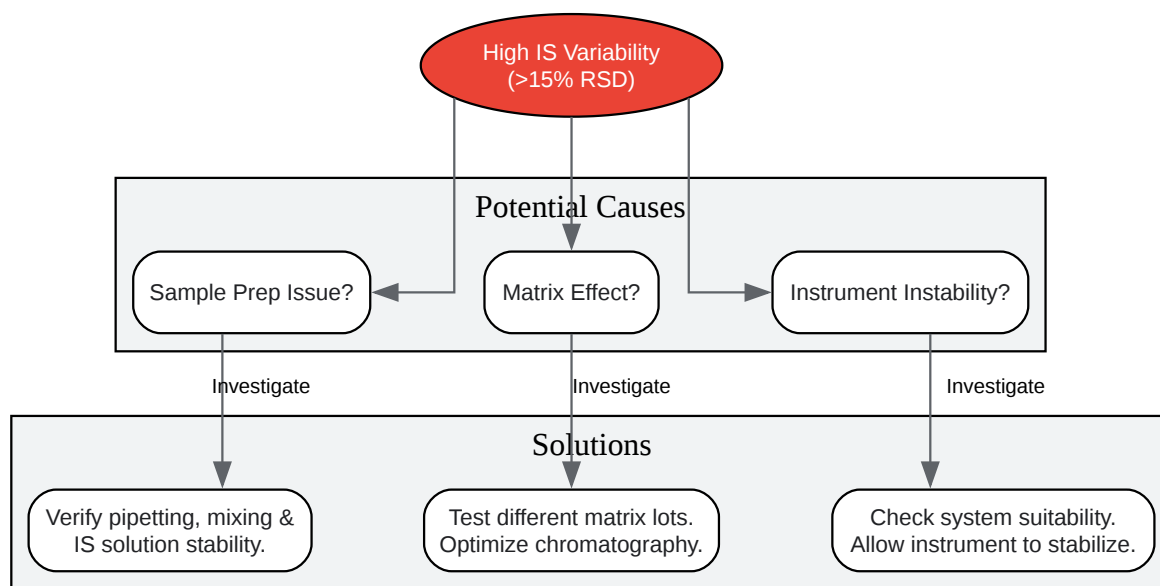 High IS Variability
(>15% RSD)
Potential Causes
Sample Prep Issue?
Matrix Effect?
Instrument Instability?
Investigate
Investigate
Investigate
Solutions
Verify pipetting, mixing &
IS solution stability.
Test different matrix lots.
Optimize chromatography.
Check system suitability.
Allow instrument to stabilize.